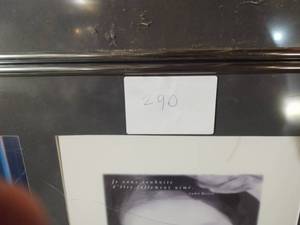 290
Je vous souhaite
d'être follement aimé.